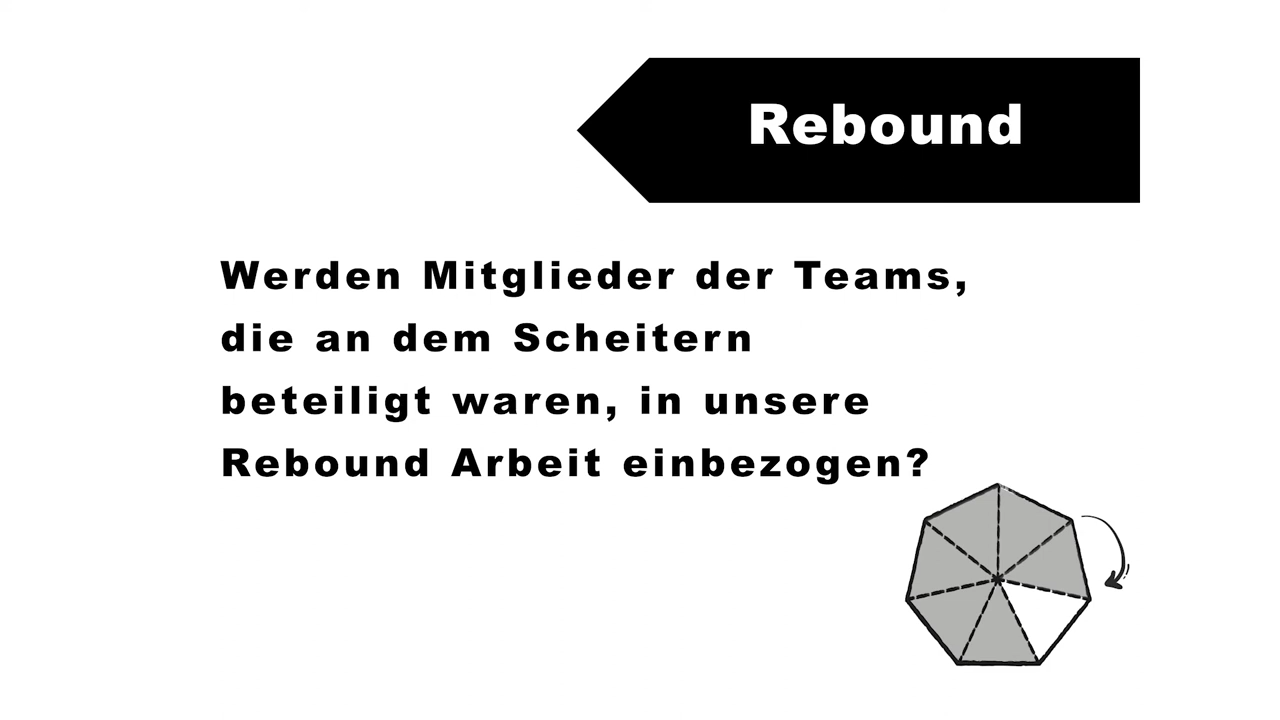 Rebound
Werden Mitglieder der Teams,
die an dem Scheitern
beteiligt waren, in unsere
Rebound Arbeit einbezogen?